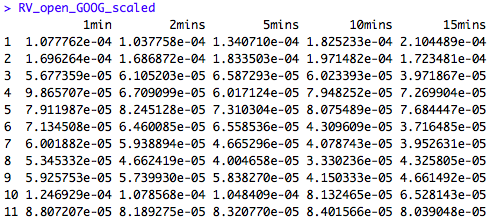 > RV_open_GOOG_scaled
1min 2mins 5mins 10mins 15mins
1 1.077762e-04 1.037758e-04 1.340710e-04 1.825233e-04 2.104489e-04
2 1.696264e-04 1.686872e-04 1.833503e-04 1.971482e-04 1.723481e-04
3 5.677359e-05 6.105203e-05 6.587293e-05 6.023393e-05 3.971867e-05
4 9.865707e-05 6.709099e-05 6.017124e-05 7.948252e-05 7.269904e-05
5 7.911987e-05 8.245128e-05 7.310304e-05 8.075489e-05 7.684447e-05
6 7.134508e-05 6.460085e-05 6.558536e-05 4.309609e-05 3.716485e-05
7 6.001882e-05 5.938894e-05 4.665296e-05 4.078743e-05 3.952631e-05
8 5.345332e-05 4.662419e-05 4.004658e-05 3.330236e-05 4.325805e-05
9 5.925753e-05 5.739930e-05 5.838270e-05 4.150333e-05 4.661492e-05
10 1.246929e-04 1.078568e-04 1.048409e-04 8.132465e-05 6.528143e-05
11 8.807207e-05 8.189275e-05 8.320770e-05 8.401566e-05 8.039048e-05